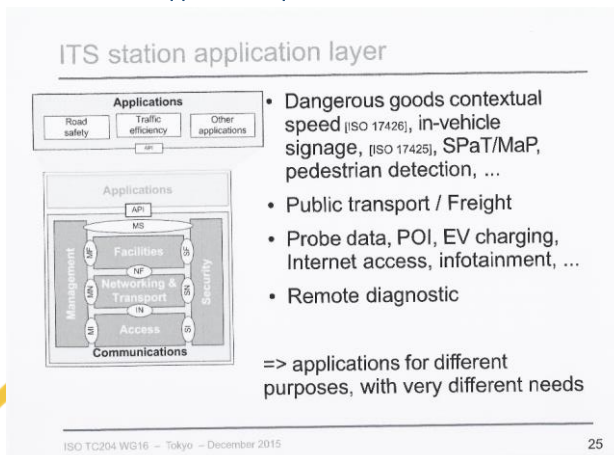 ITS station application layer
Applications
Road safety
Traffic efficiency
Other applications
API
Applications
API
MS
Management
MF
Facilities
SF
Security
NF
MN
Networking & Transport
SN
IN
MI
Access
SI
Communications
• Dangerous goods contextual
speed [ISO 17426], in-vehicle
signage, [ISO 17425], SPaT/MaP,
pedestrian detection, ...
• Public transport / Freight
• Probe data, POI, EV charging,
Internet access, infotainment, ...
• Remote diagnostic
=> applications for different
purposes, with very different needs
ISO TC204 WG16 – Tokyo – December 2015
25